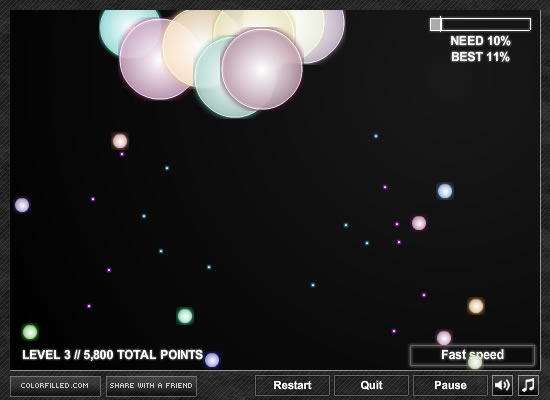 NEED 10%
BEST 11%
LEVEL 3 // 5,800 TOTAL POINTS
Fast speed
COLORFILLED.COM
SHARE WITH A FRIEND
Restart
Quit
Pause